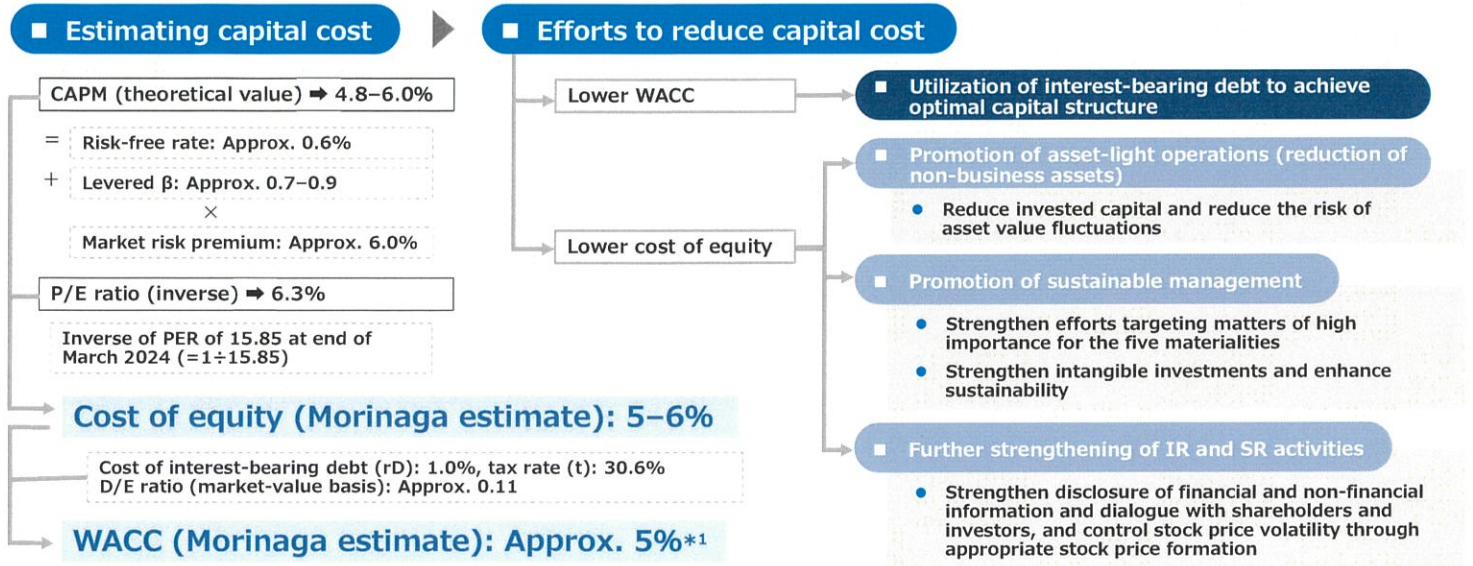 ■ Estimating capital cost
CAPM (theoretical value) ➡ 4.8–6.0%
= Risk-free rate: Approx. 0.6%
+ Levered β: Approx. 0.7–0.9
×
Market risk premium: Approx. 6.0%
P/E ratio (inverse) ➡ 6.3%
Inverse of PER of 15.85 at end of
March 2024 (=1÷15.85)
Cost of equity (Morinaga estimate): 5–6%
Cost of interest-bearing debt (rD): 1.0%, tax rate (t): 30.6%
D/E ratio (market-value basis): Approx. 0.11
WACC (Morinaga estimate): Approx. 5%*1
■ Efforts to reduce capital cost
Lower WACC
■ Utilization of interest-bearing debt to achieve
optimal capital structure
Lower cost of equity
■ Promotion of asset-light operations (reduction of
non-business assets)
● Reduce invested capital and reduce the risk of
asset value fluctuations
■ Promotion of sustainable management
● Strengthen efforts targeting matters of high
importance for the five materialities
● Strengthen intangible investments and enhance
sustainability
■ Further strengthening of IR and SR activities
● Strengthen disclosure of financial and non-financial
information and dialogue with shareholders and
investors, and control stock price volatility through
appropriate stock price formation